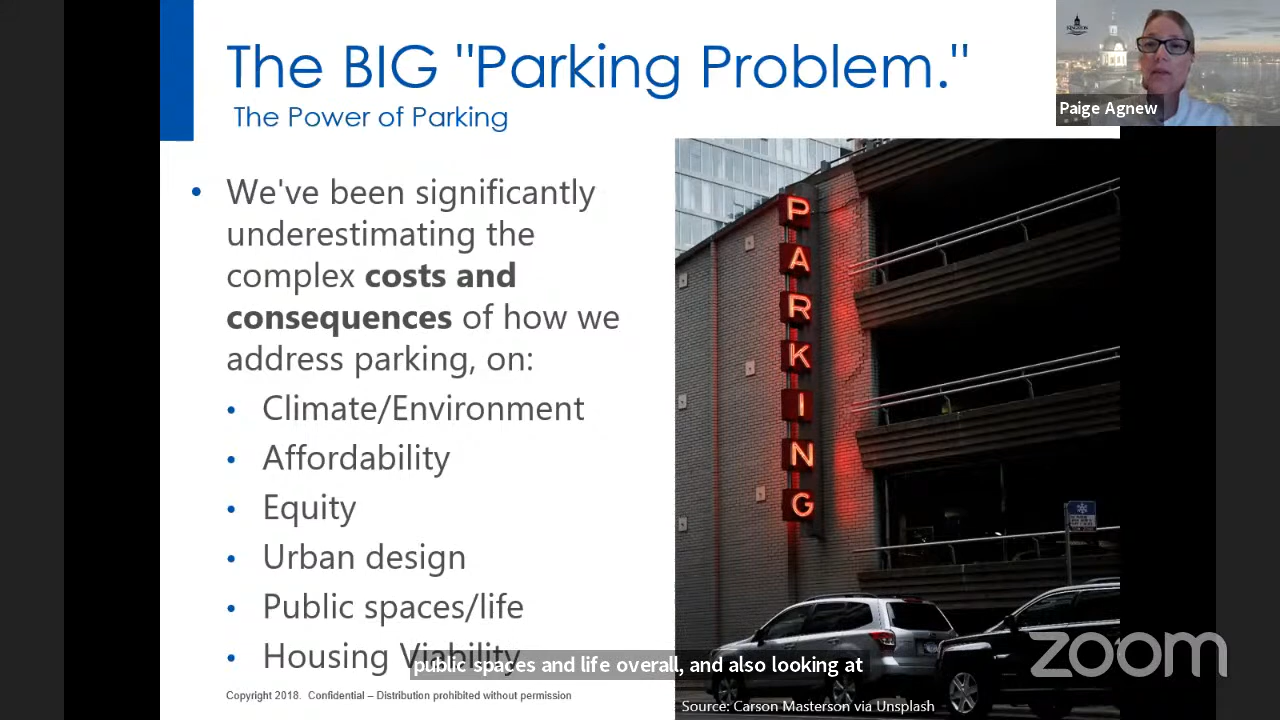 The BIG "Parking Problem."
The Power of Parking
Paige Agnew
• We've been significantly
underestimating the
complex costs and
consequences of how we
address parking, on:
• Climate/Environment
• Affordability
• Equity
• Urban design
• Public spaces/life
• Housing Viability
public spaces and life overall, and also looking at
Copyright 2018. Confidential – Distribution prohibited without permission
PARKING
Source: Carson Masterson via Unsplash
zoom